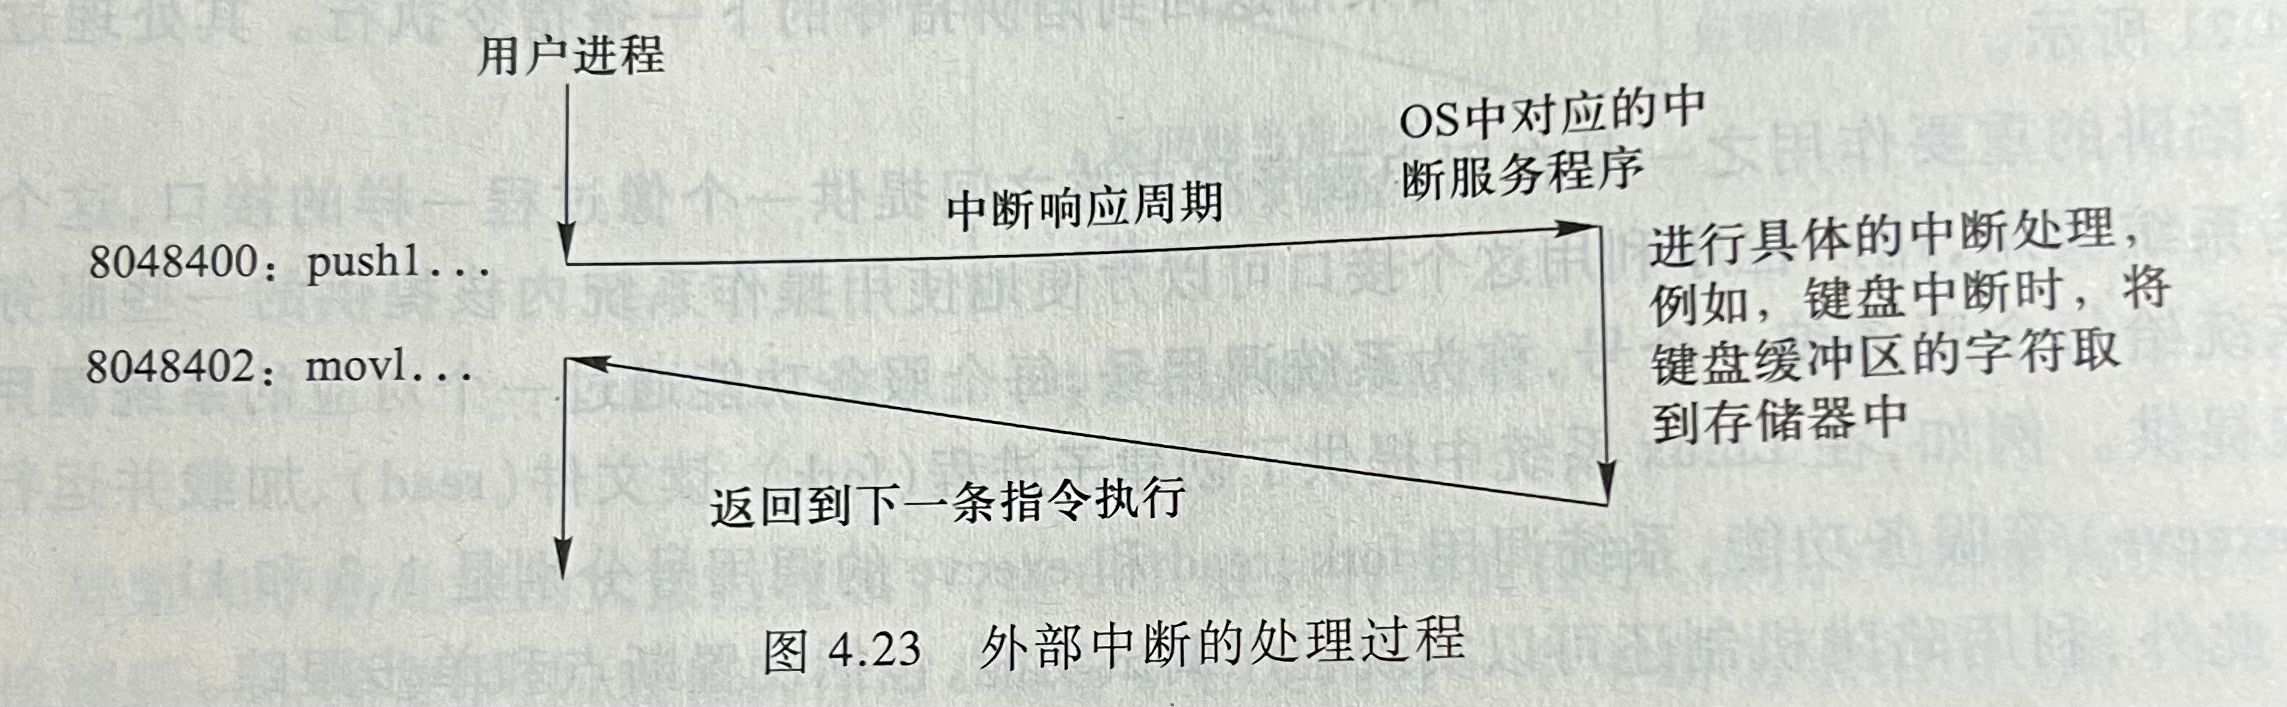 用户进程
OS中对应的中
断服务程序
中断响应周期
8048400：pushl...
进行具体的中断处理，
例如，键盘中断时，将
键盘缓冲区的字符取
到存储器中
8048402：movl...
返回到下一条指令执行
图 4.23 外部中断的处理过程